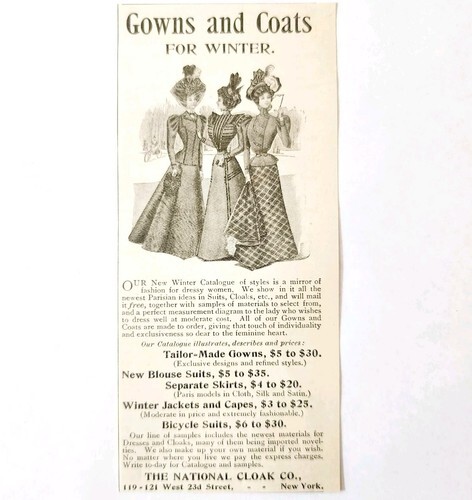 Gowns and Coats
FOR WINTER.
OUR New Winter Catalogue of styles is a mirror of
fashion for dressy women. We show in it all the
newest Parisian ideas in Suits, Cloaks, etc., and will mail
it free, together with samples of materials to select from,
and a perfect measurement diagram to the lady who wishes
to dress well at moderate cost. All of our Gowns and
Coats are made to order, giving that touch of individuality
and exclusiveness so dear to the feminine heart.
Our Catalogue illustrates, describes and prices:
Tailor-Made Gowns, $5 to $30.
(Exclusive designs and refined styles.)
New Blouse Suits, $5 to $35.
Separate Skirts, $4 to $20.
(Paris models in Cloth, Silk and Satin.)
Winter Jackets and Capes, $3 to $25.
(Moderate in price and extremely fashionable.)
Bicycle Suits, $6 to $30.
Our line of samples includes the newest materials for
Dresses and Cloaks, many of them being imported novel-
ties. We also make up your own material if you wish.
No matter where you live we pay the express charges.
Write to-day for Catalogue and samples.
THE NATIONAL CLOAK CO.,
119-121 West 23d Street, - - New York.